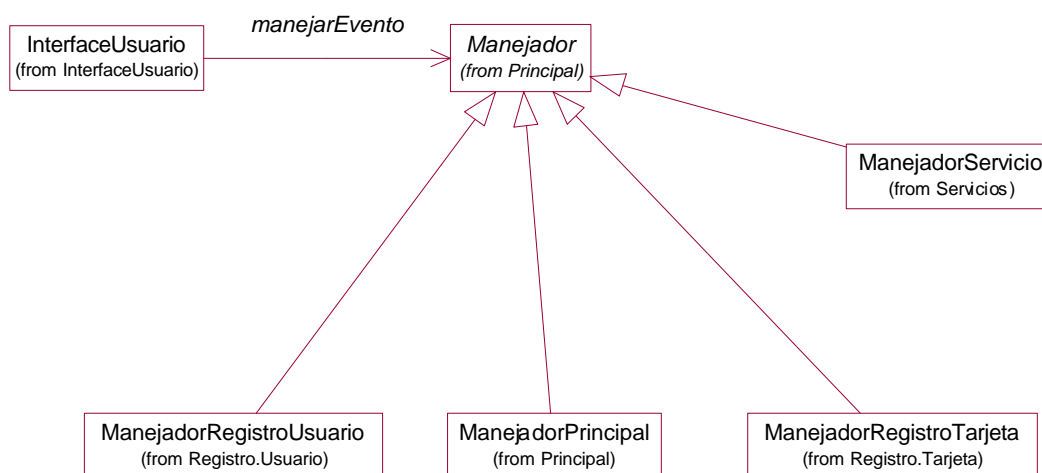 manejarEvento
InterfaceUsuario
(from InterfaceUsuario)
Manejador
(from Principal)
ManejadorServicio
(from Servicios)
ManejadorRegistroUsuario
(from Registro.Usuario)
ManejadorPrincipal
(from Principal)
ManejadorRegistroTarjeta
(from Registro.Tarjeta)